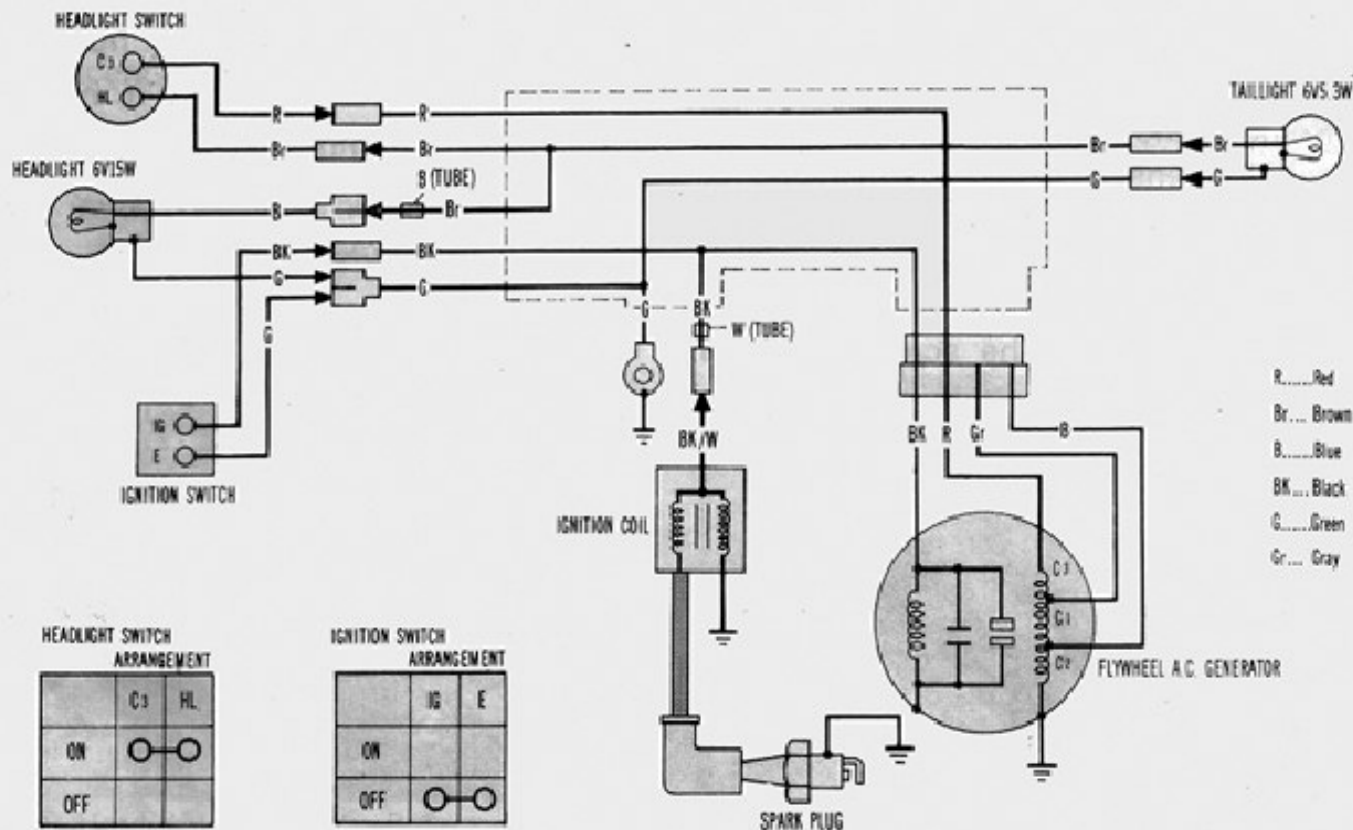 HEADLIGHT SWITCH
C3
HL
R
R
Br
Br
Br
Br
TAILLIGHT 6V5.3W
HEADLIGHT 6V15W
B (TUBE)
Br
G
G
BK
BK
G
G
G
G
BK
W (TUBE)
IG
E
IGNITION SWITCH
BK/W
BK
R
Gr
B
R......Red
Br... Brown
B......Blue
BK... Black
G......Green
Gr... Gray
IGNITION COIL
C3
G1
C2
FLYWHEEL A.C. GENERATOR
HEADLIGHT SWITCH
ARRANGEMENT
C3 HL
ON
OFF
IGNITION SWITCH
ARRANGEMENT
IG E
ON
OFF
SPARK PLUG